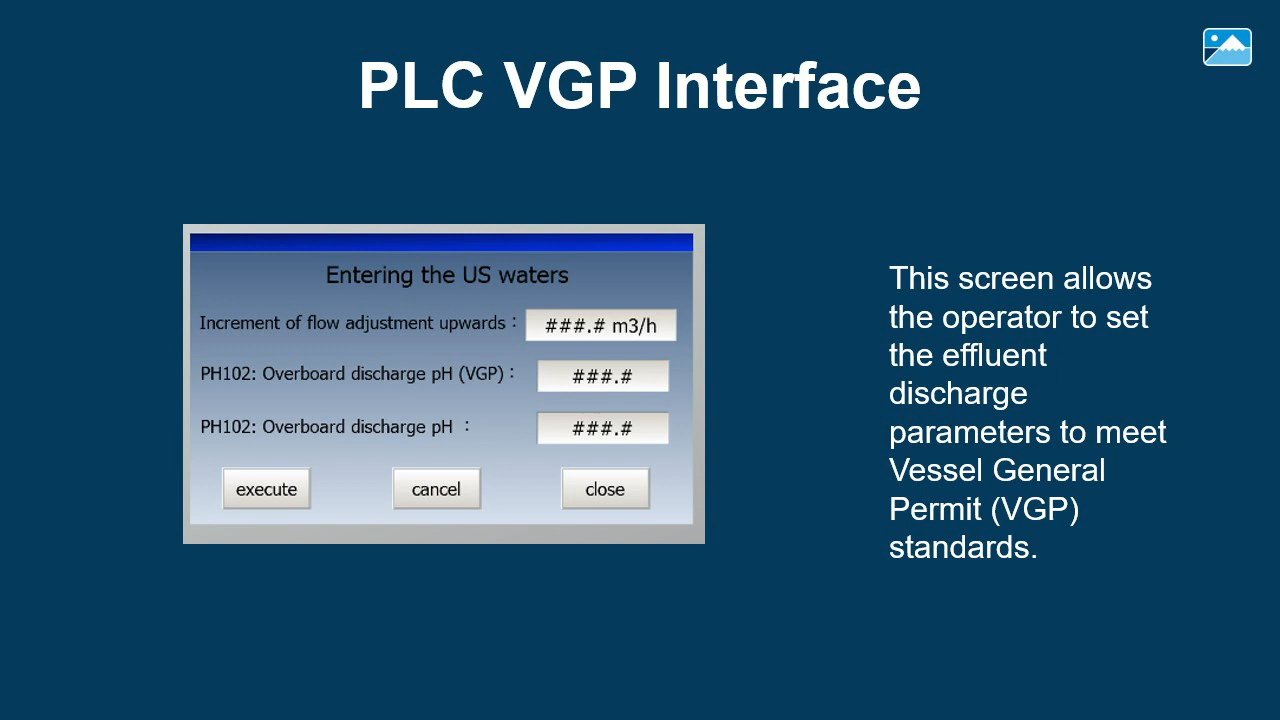 PLC VGP Interface
Entering the US waters
Increment of flow adjustment upwards : ###.# m3/h
PH102: Overboard discharge pH (VGP) : ###.#
PH102: Overboard discharge pH : ###.#
execute cancel close
This screen allows
the operator to set
the effluent
discharge
parameters to meet
Vessel General
Permit (VGP)
standards.